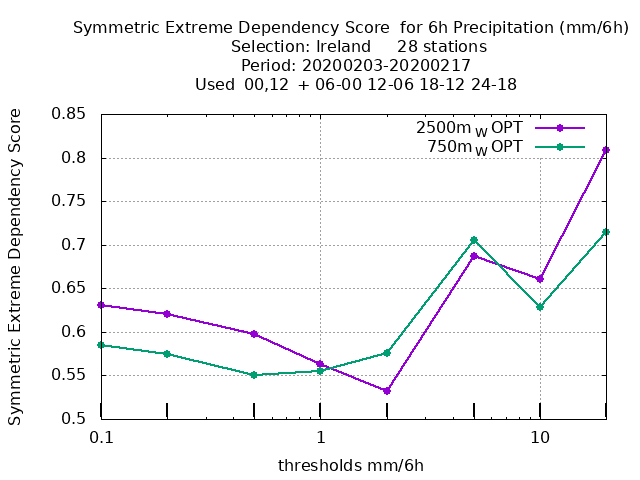 Symmetric Extreme Dependency Score for 6h Precipitation (mm/6h)
Selection: Ireland 28 stations
Period: 20200203-20200217
Used 00,12 + 06-00 12-06 18-12 24-18
Symmetric Extreme Dependency Score
0.85
0.8
0.75
0.7
0.65
0.6
0.55
0.5
2500m W OPT
750m W OPT
0.1 1 10
thresholds mm/6h